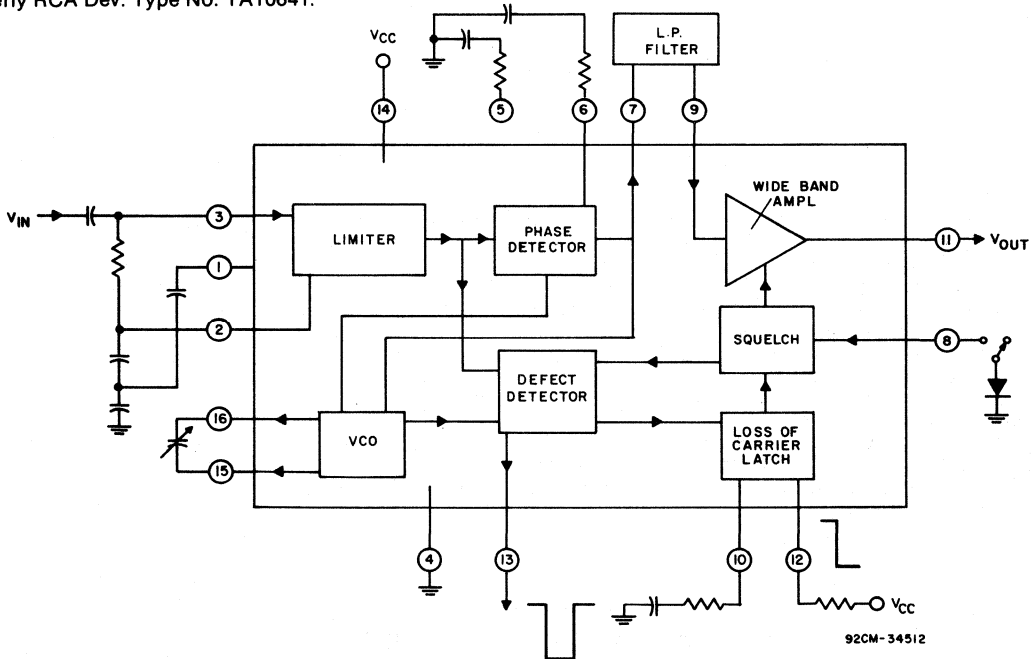 erly RCA Dev. Type No. TA10641.
VCC
L.P.
FILTER
14
5
6
7
9
WIDE BAND
AMPL
VIN
3
LIMITER
PHASE
DETECTOR
11
VOUT
1
2
SQUELCH
8
DEFECT
DETECTOR
16
VCO
LOSS OF
CARRIER
LATCH
15
4
13
10
12
VCC
92CM-34512